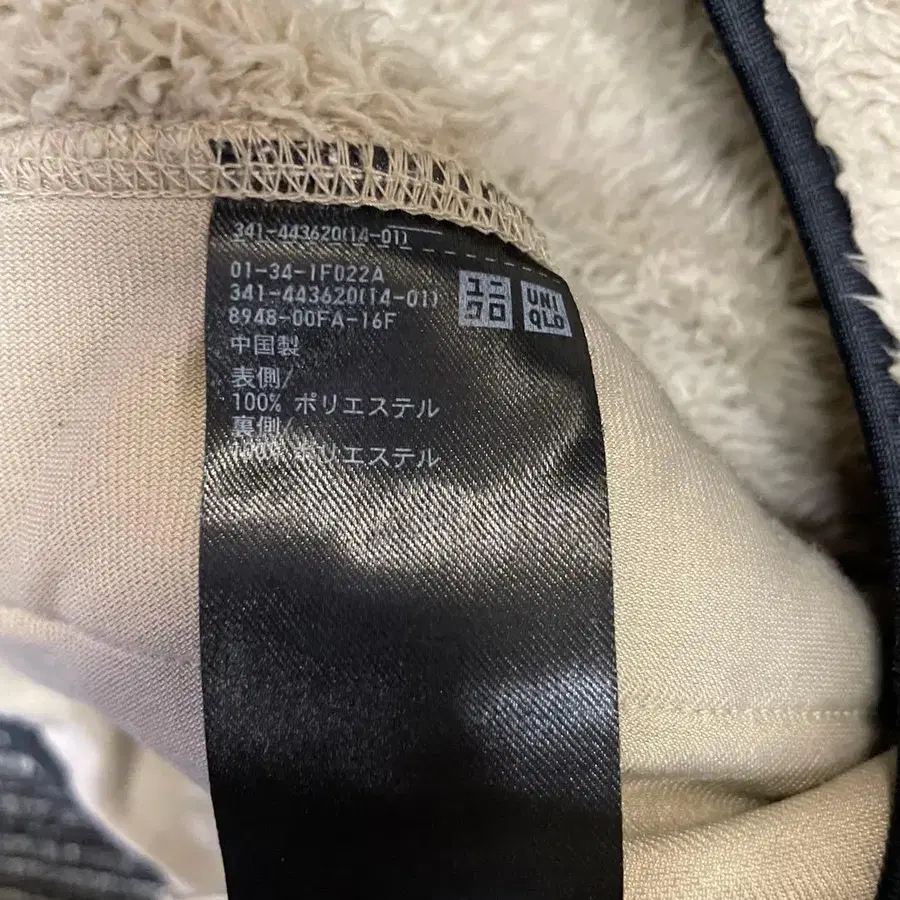 341-443620(14-01)
01-34-1F022A
341-443620(14-01)
8948-00FA-16F
ユニ
クロ
UNI
QLO
中国製
表側/
100% ポリエステル
裏側/
100% ポリエステル